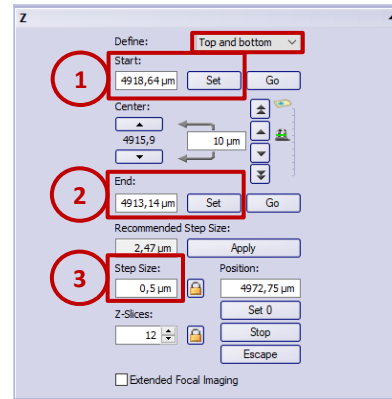 Z
Define: Top and bottom
Start:
1 4918,64 µm Set Go
Center:
4915,9 10 µm
2 End:
4913,14 µm Set Go
Recommended Step Size:
2,47 µm Apply
3 Step Size: Position:
0,5 µm 4972,75 µm
Z-Slices: Set 0
12 Stop
Escape
Extended Focal Imaging